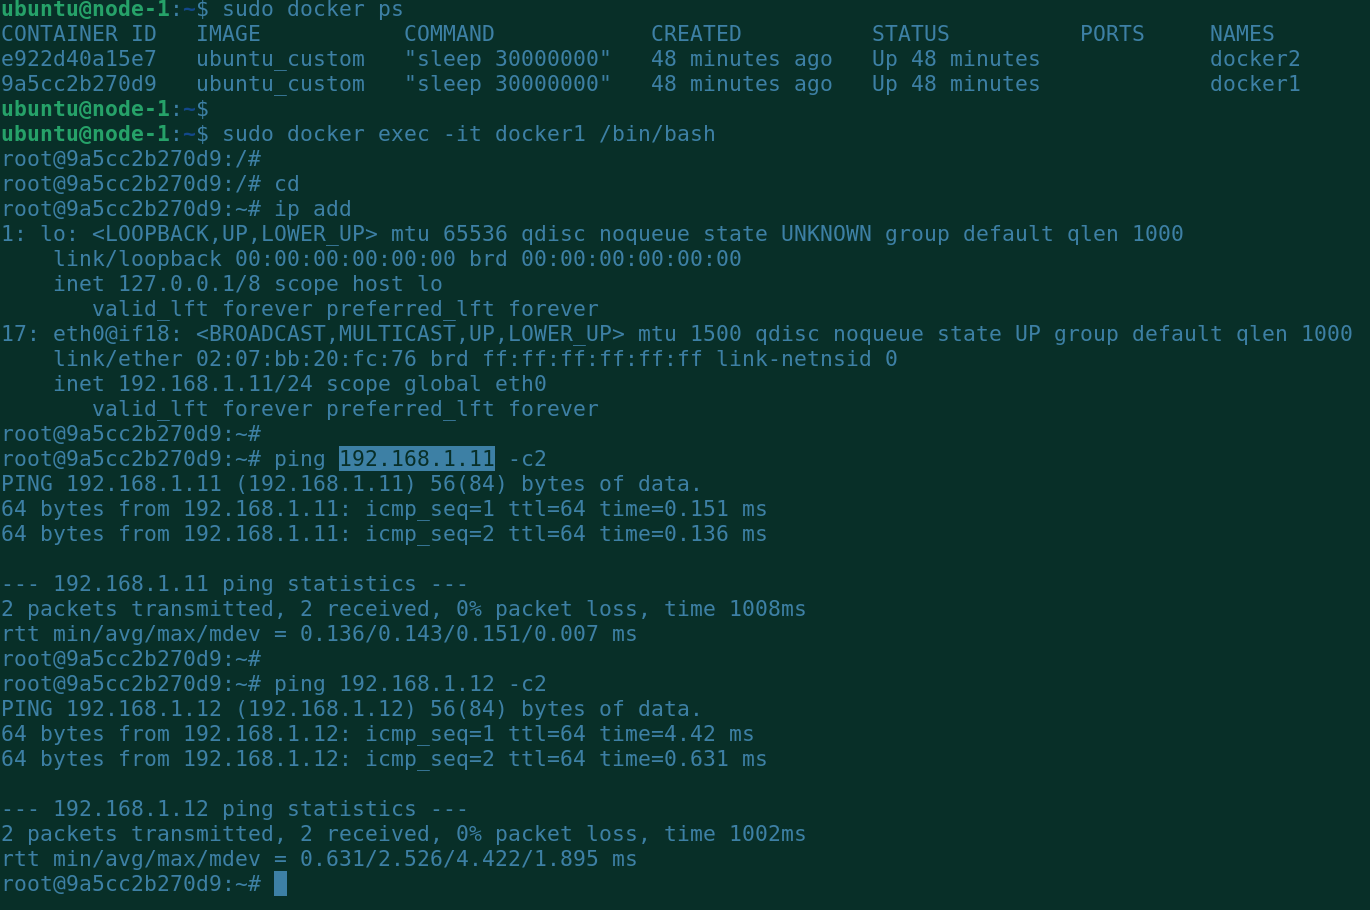 ubuntu@node-1:~$ sudo docker ps
CONTAINER ID   IMAGE           COMMAND            CREATED          STATUS          PORTS     NAMES
e922d40a15e7   ubuntu_custom   "sleep 30000000"   48 minutes ago   Up 48 minutes             docker2
9a5cc2b270d9   ubuntu_custom   "sleep 30000000"   48 minutes ago   Up 48 minutes             docker1
ubuntu@node-1:~$
ubuntu@node-1:~$ sudo docker exec -it docker1 /bin/bash
root@9a5cc2b270d9:/#
root@9a5cc2b270d9:/# cd
root@9a5cc2b270d9:~# ip add
1: lo: <LOOPBACK,UP,LOWER_UP> mtu 65536 qdisc noqueue state UNKNOWN group default qlen 1000
    link/loopback 00:00:00:00:00:00 brd 00:00:00:00:00:00
    inet 127.0.0.1/8 scope host lo
       valid_lft forever preferred_lft forever
17: eth0@if18: <BROADCAST,MULTICAST,UP,LOWER_UP> mtu 1500 qdisc noqueue state UP group default qlen 1000
    link/ether 02:07:bb:20:fc:76 brd ff:ff:ff:ff:ff:ff link-netnsid 0
    inet 192.168.1.11/24 scope global eth0
       valid_lft forever preferred_lft forever
root@9a5cc2b270d9:~#
root@9a5cc2b270d9:~# ping 192.168.1.11 -c2
PING 192.168.1.11 (192.168.1.11) 56(84) bytes of data.
64 bytes from 192.168.1.11: icmp_seq=1 ttl=64 time=0.151 ms
64 bytes from 192.168.1.11: icmp_seq=2 ttl=64 time=0.136 ms

--- 192.168.1.11 ping statistics ---
2 packets transmitted, 2 received, 0% packet loss, time 1008ms
rtt min/avg/max/mdev = 0.136/0.143/0.151/0.007 ms
root@9a5cc2b270d9:~#
root@9a5cc2b270d9:~# ping 192.168.1.12 -c2
PING 192.168.1.12 (192.168.1.12) 56(84) bytes of data.
64 bytes from 192.168.1.12: icmp_seq=1 ttl=64 time=4.42 ms
64 bytes from 192.168.1.12: icmp_seq=2 ttl=64 time=0.631 ms

--- 192.168.1.12 ping statistics ---
2 packets transmitted, 2 received, 0% packet loss, time 1002ms
rtt min/avg/max/mdev = 0.631/2.526/4.422/1.895 ms
root@9a5cc2b270d9:~#